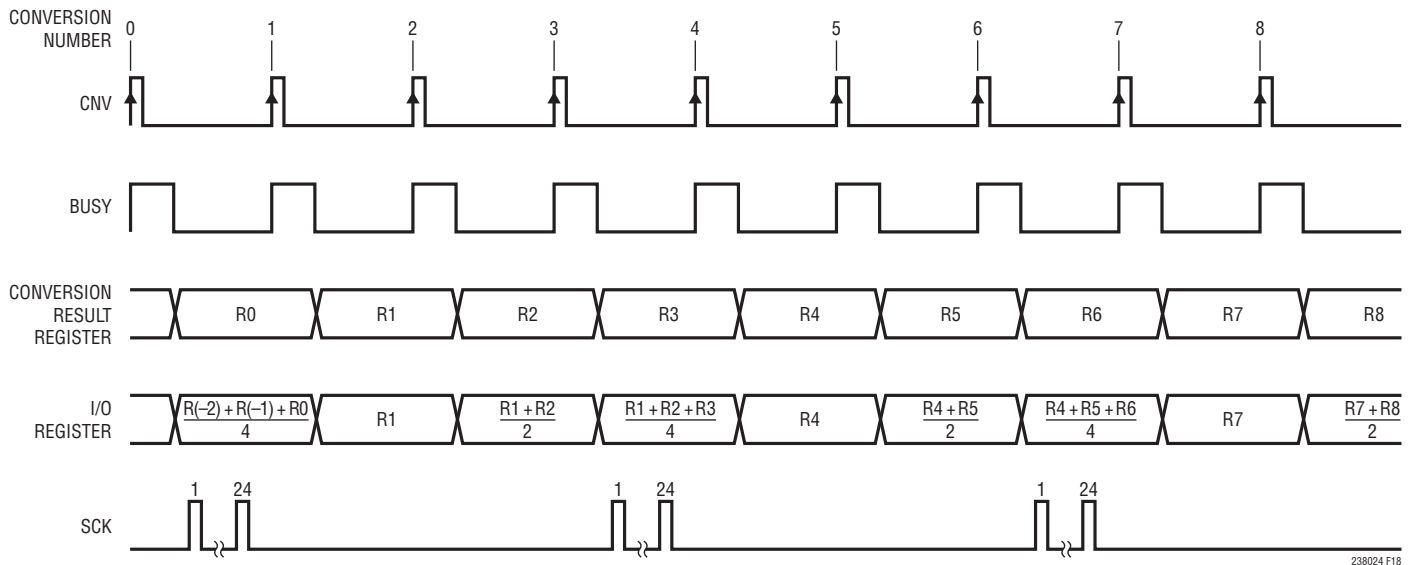 CONVERSION
NUMBER
0 1 2 3 4 5 6 7 8
CNV
BUSY
CONVERSION
RESULT
REGISTER
R0 R1 R2 R3 R4 R5 R6 R7 R8
I/O
REGISTER
R(–2) + R(–1) + R0
4
R1
R1 + R2
2
R1 + R2 + R3
4
R4
R4 + R5
2
R4 + R5 + R6
4
R7
R7 + R8
2
SCK
1 24 1 24 1 24
238024 F18